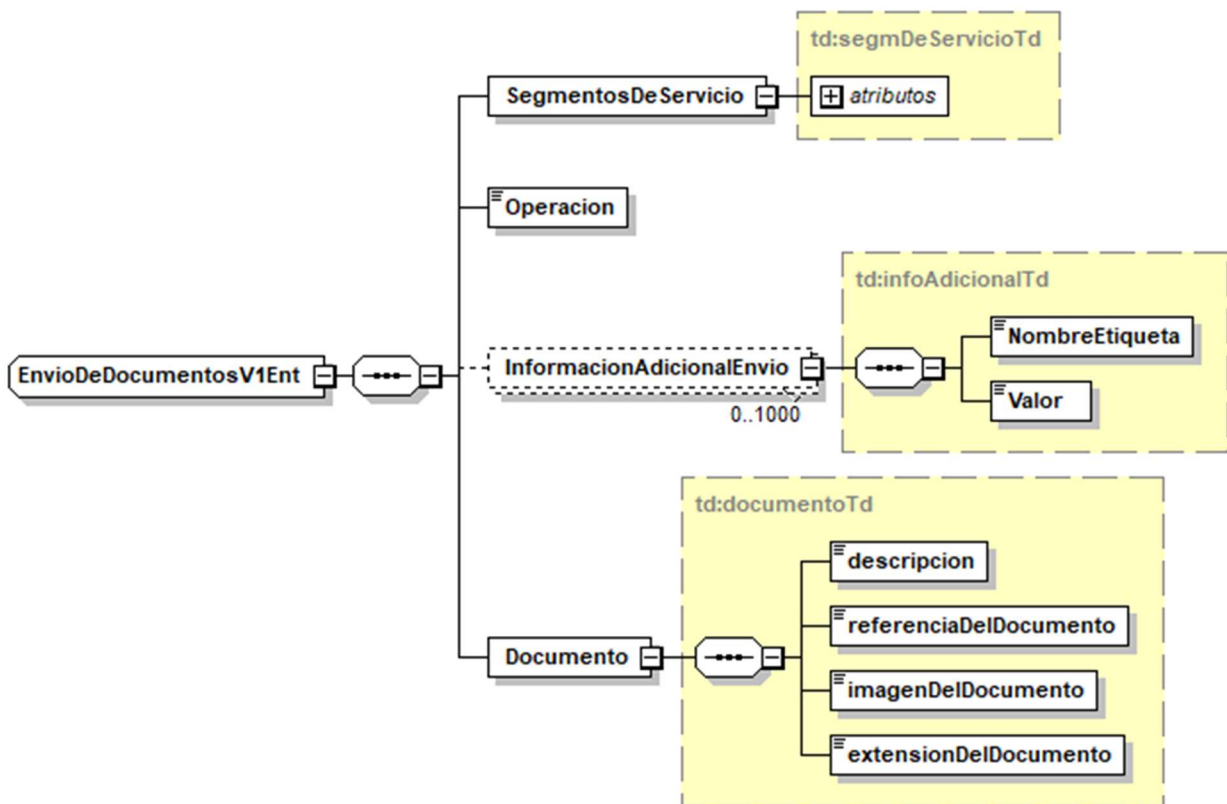 td:segmDeServicioTd
SegmentosDeServicio
atributos
Operacion
td:infoAdicionalTd
NombreEtiqueta
EnvioDeDocumentosV1Ent
InformacionAdicionalEnvio
Valor
0..1000
td:documentoTd
descripcion
referenciaDelDocumento
Documento
imagenDelDocumento
extensionDelDocumento